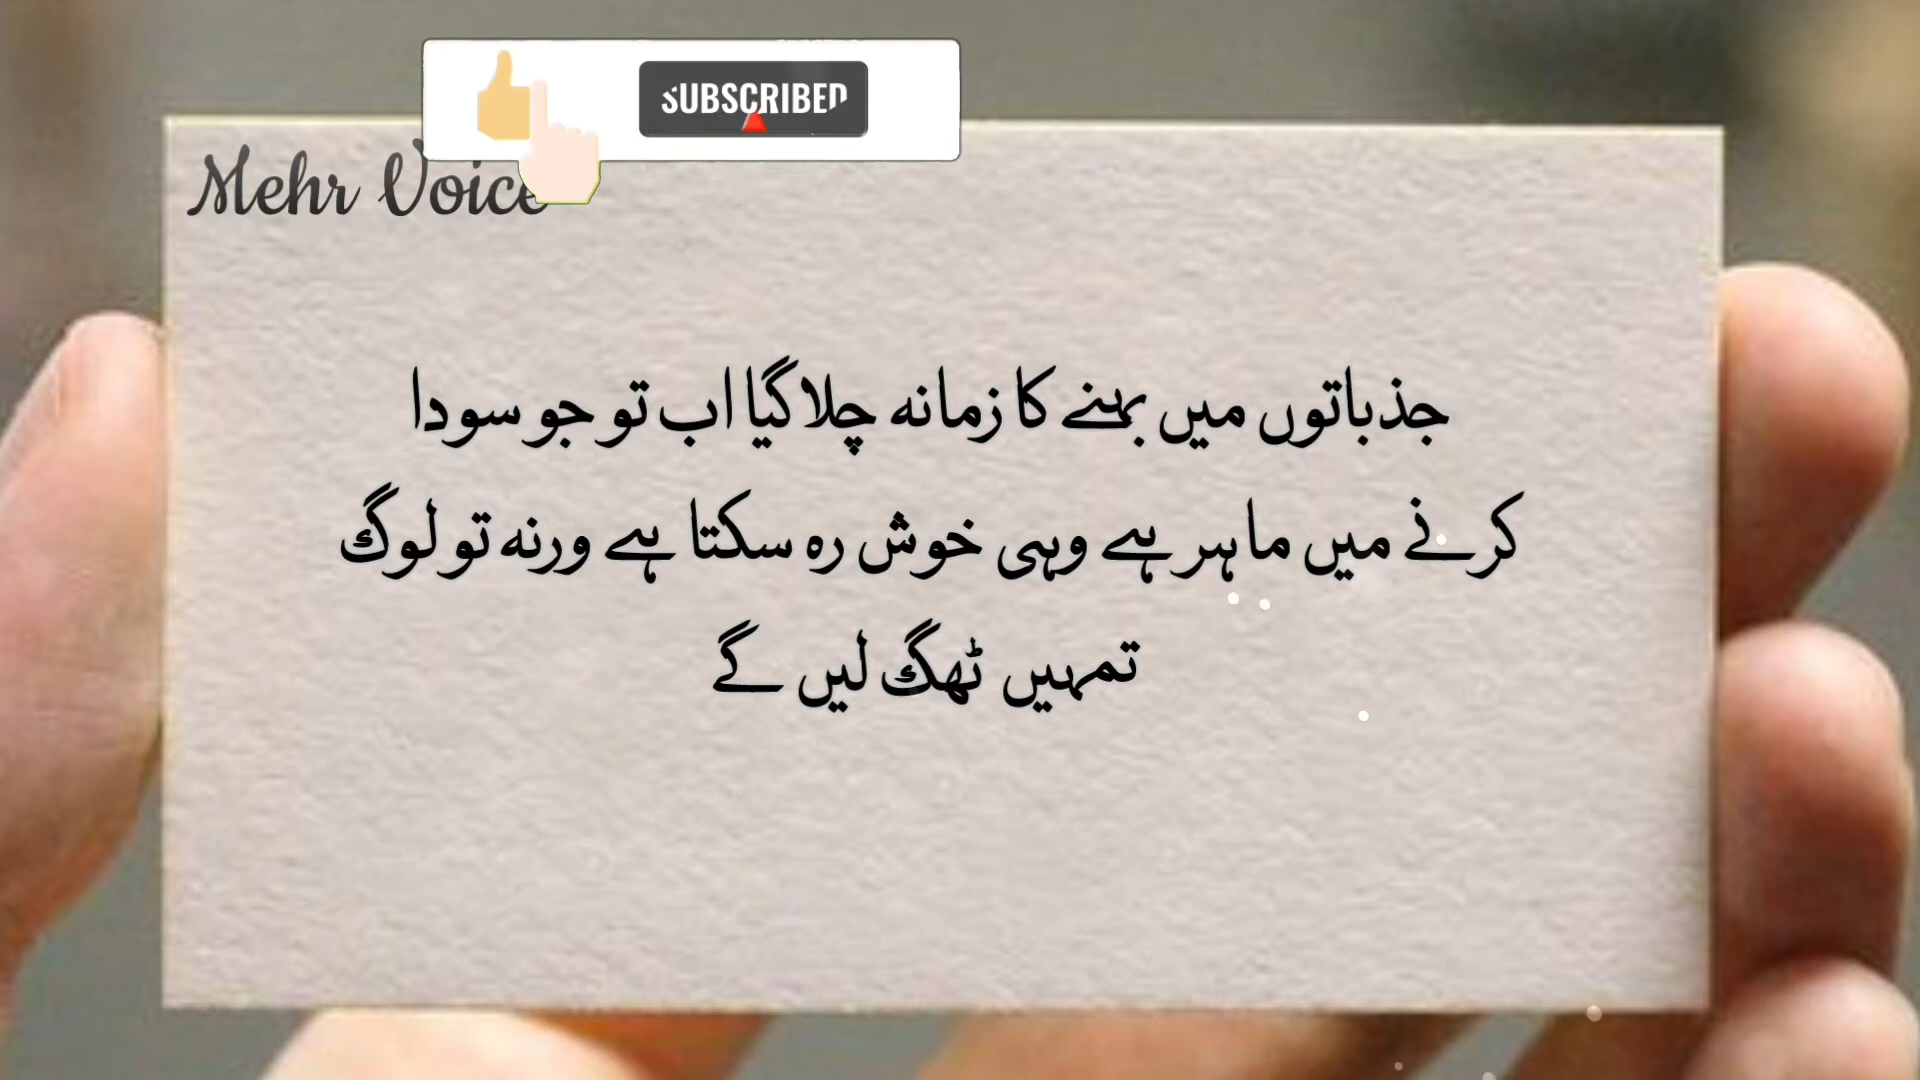 SUBSCRIBED
Mehr Voice
جذباتوں میں بہنے کا زمانہ چلا گیا اب تو جو سودا
کرنے میں ماہر ہے وہی خوش رہ سکتا ہے ورنہ تو لوگ
تمہیں ٹھگ لیں گے